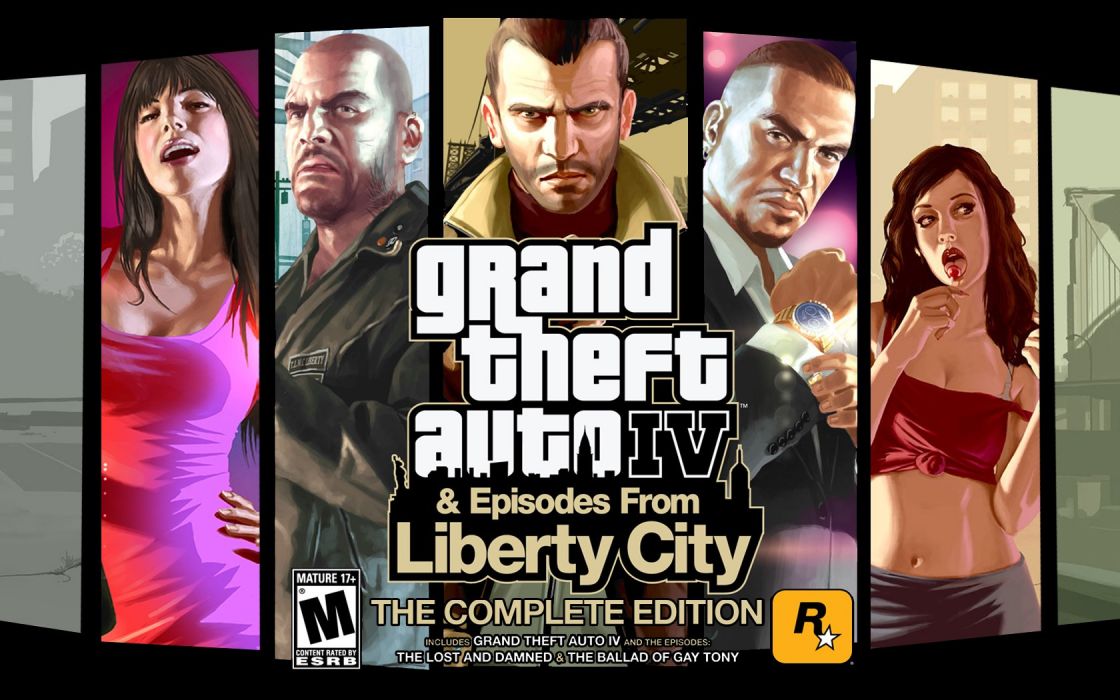 grand
theft
auto IV
™
& Episodes From
Liberty City
THE COMPLETE EDITION
INCLUDES GRAND THEFT AUTO IV AND THE EPISODES:
THE LOST AND DAMNED & THE BALLAD OF GAY TONY
MATURE 17+
M
®
CONTENT RATED BY
ESRB
R